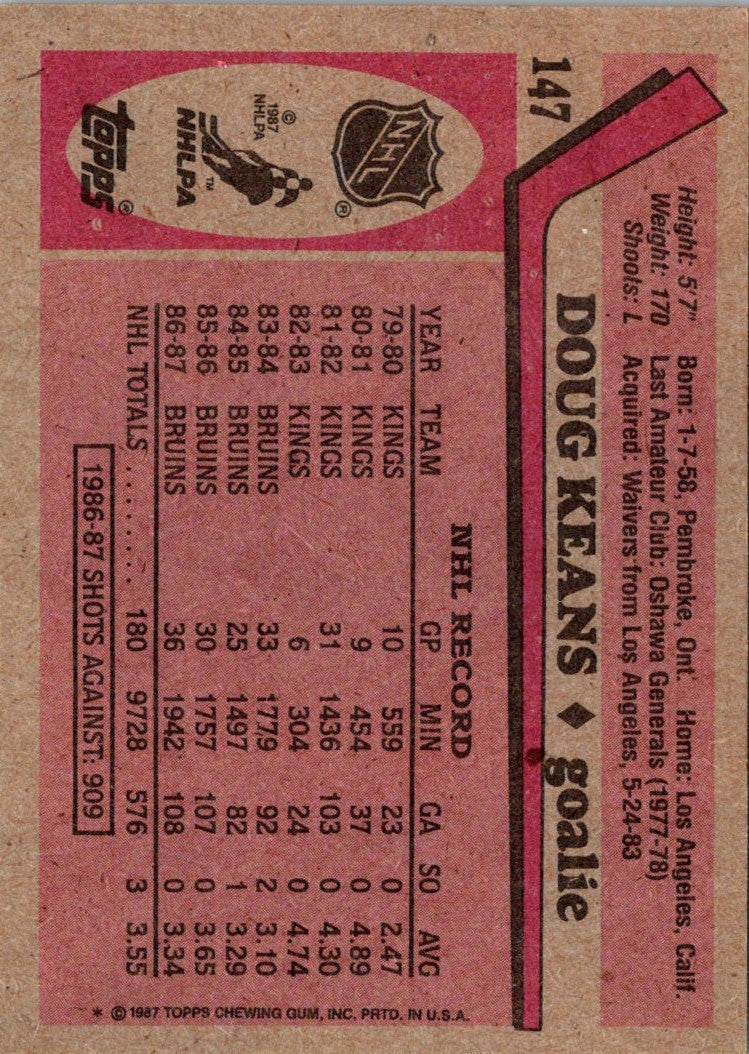 147
Height: 5'7" Born: 1-7-58, Pembroke, Ont. Home: Los Angeles, Calif.
Weight: 170 Last Amateur Club: Oshawa Generals (1977-78)
Shoots: L Acquired: Waivers from Los Angeles, 5-24-83
DOUG KEANS ♦ goalie
NHL ®
© 1987 NHLPA
NHLPA ™
TOPPS ®
NHL RECORD
YEAR TEAM GP MIN GA SO AVG
79-80 KINGS 10 559 23 0 2.47
80-81 KINGS 9 454 37 0 4.89
81-82 KINGS 31 1436 103 0 4.30
82-83 KINGS 6 304 24 0 4.74
83-84 BRUINS 33 1779 92 2 3.10
84-85 BRUINS 25 1497 82 1 3.29
85-86 BRUINS 30 1757 107 0 3.65
86-87 BRUINS 36 1942 108 0 3.34
NHL TOTALS . . . . . . . . 180 9728 576 3 3.55
1986-87 SHOTS AGAINST: 909
* © 1987 TOPPS CHEWING GUM, INC. PRTD. IN U.S.A.